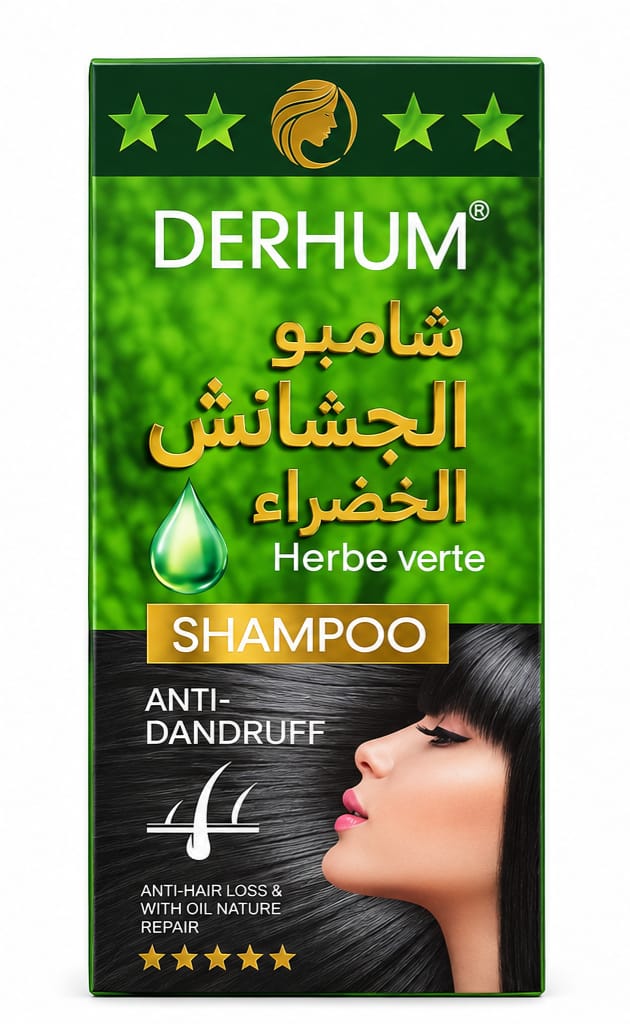 DERHUM®
شامبو
الجشانش
الخضراء
Herbe verte
SHAMPOO
ANTI-
DANDRUFF
ANTI-HAIR LOSS &
WITH OIL NATURE
REPAIR